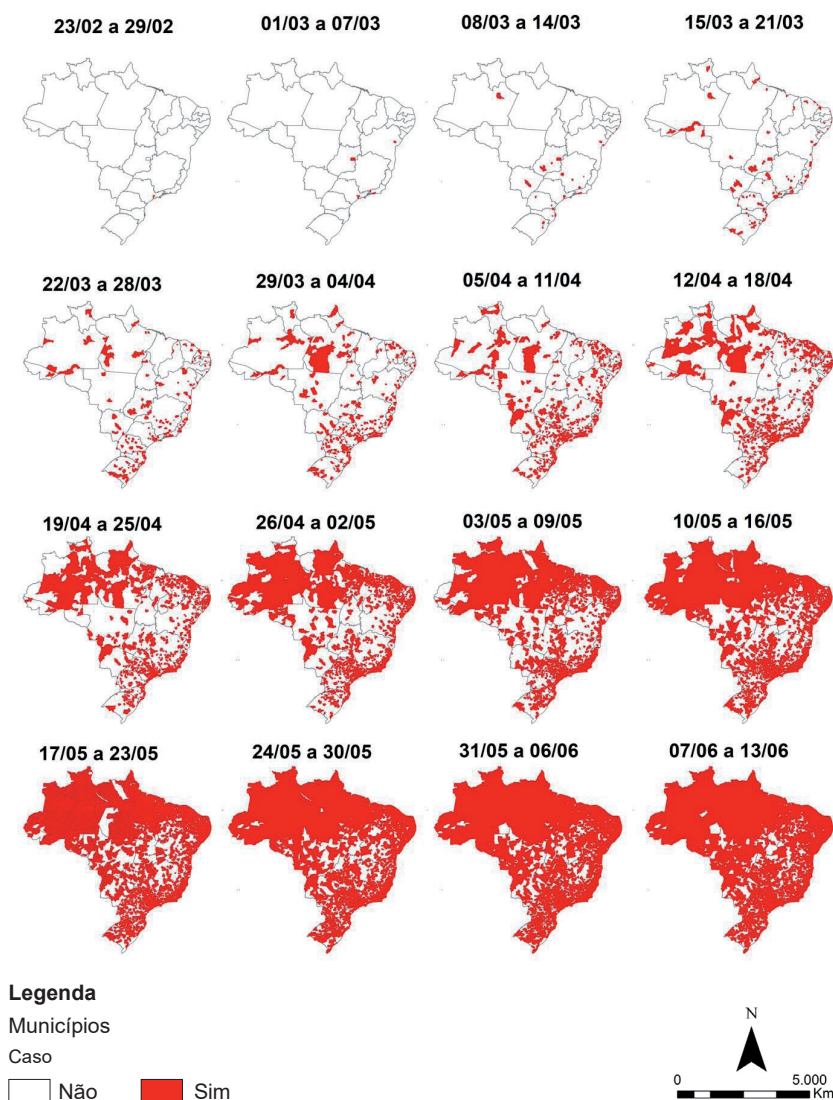 23/02 a 29/02
01/03 a 07/03
08/03 a 14/03
15/03 a 21/03
22/03 a 28/03
29/03 a 04/04
05/04 a 11/04
12/04 a 18/04
19/04 a 25/04
26/04 a 02/05
03/05 a 09/05
10/05 a 16/05
17/05 a 23/05
24/05 a 30/05
31/05 a 06/06
07/06 a 13/06
Legenda
Municípios
Caso
Não
Sim
N
0
5.000
Km